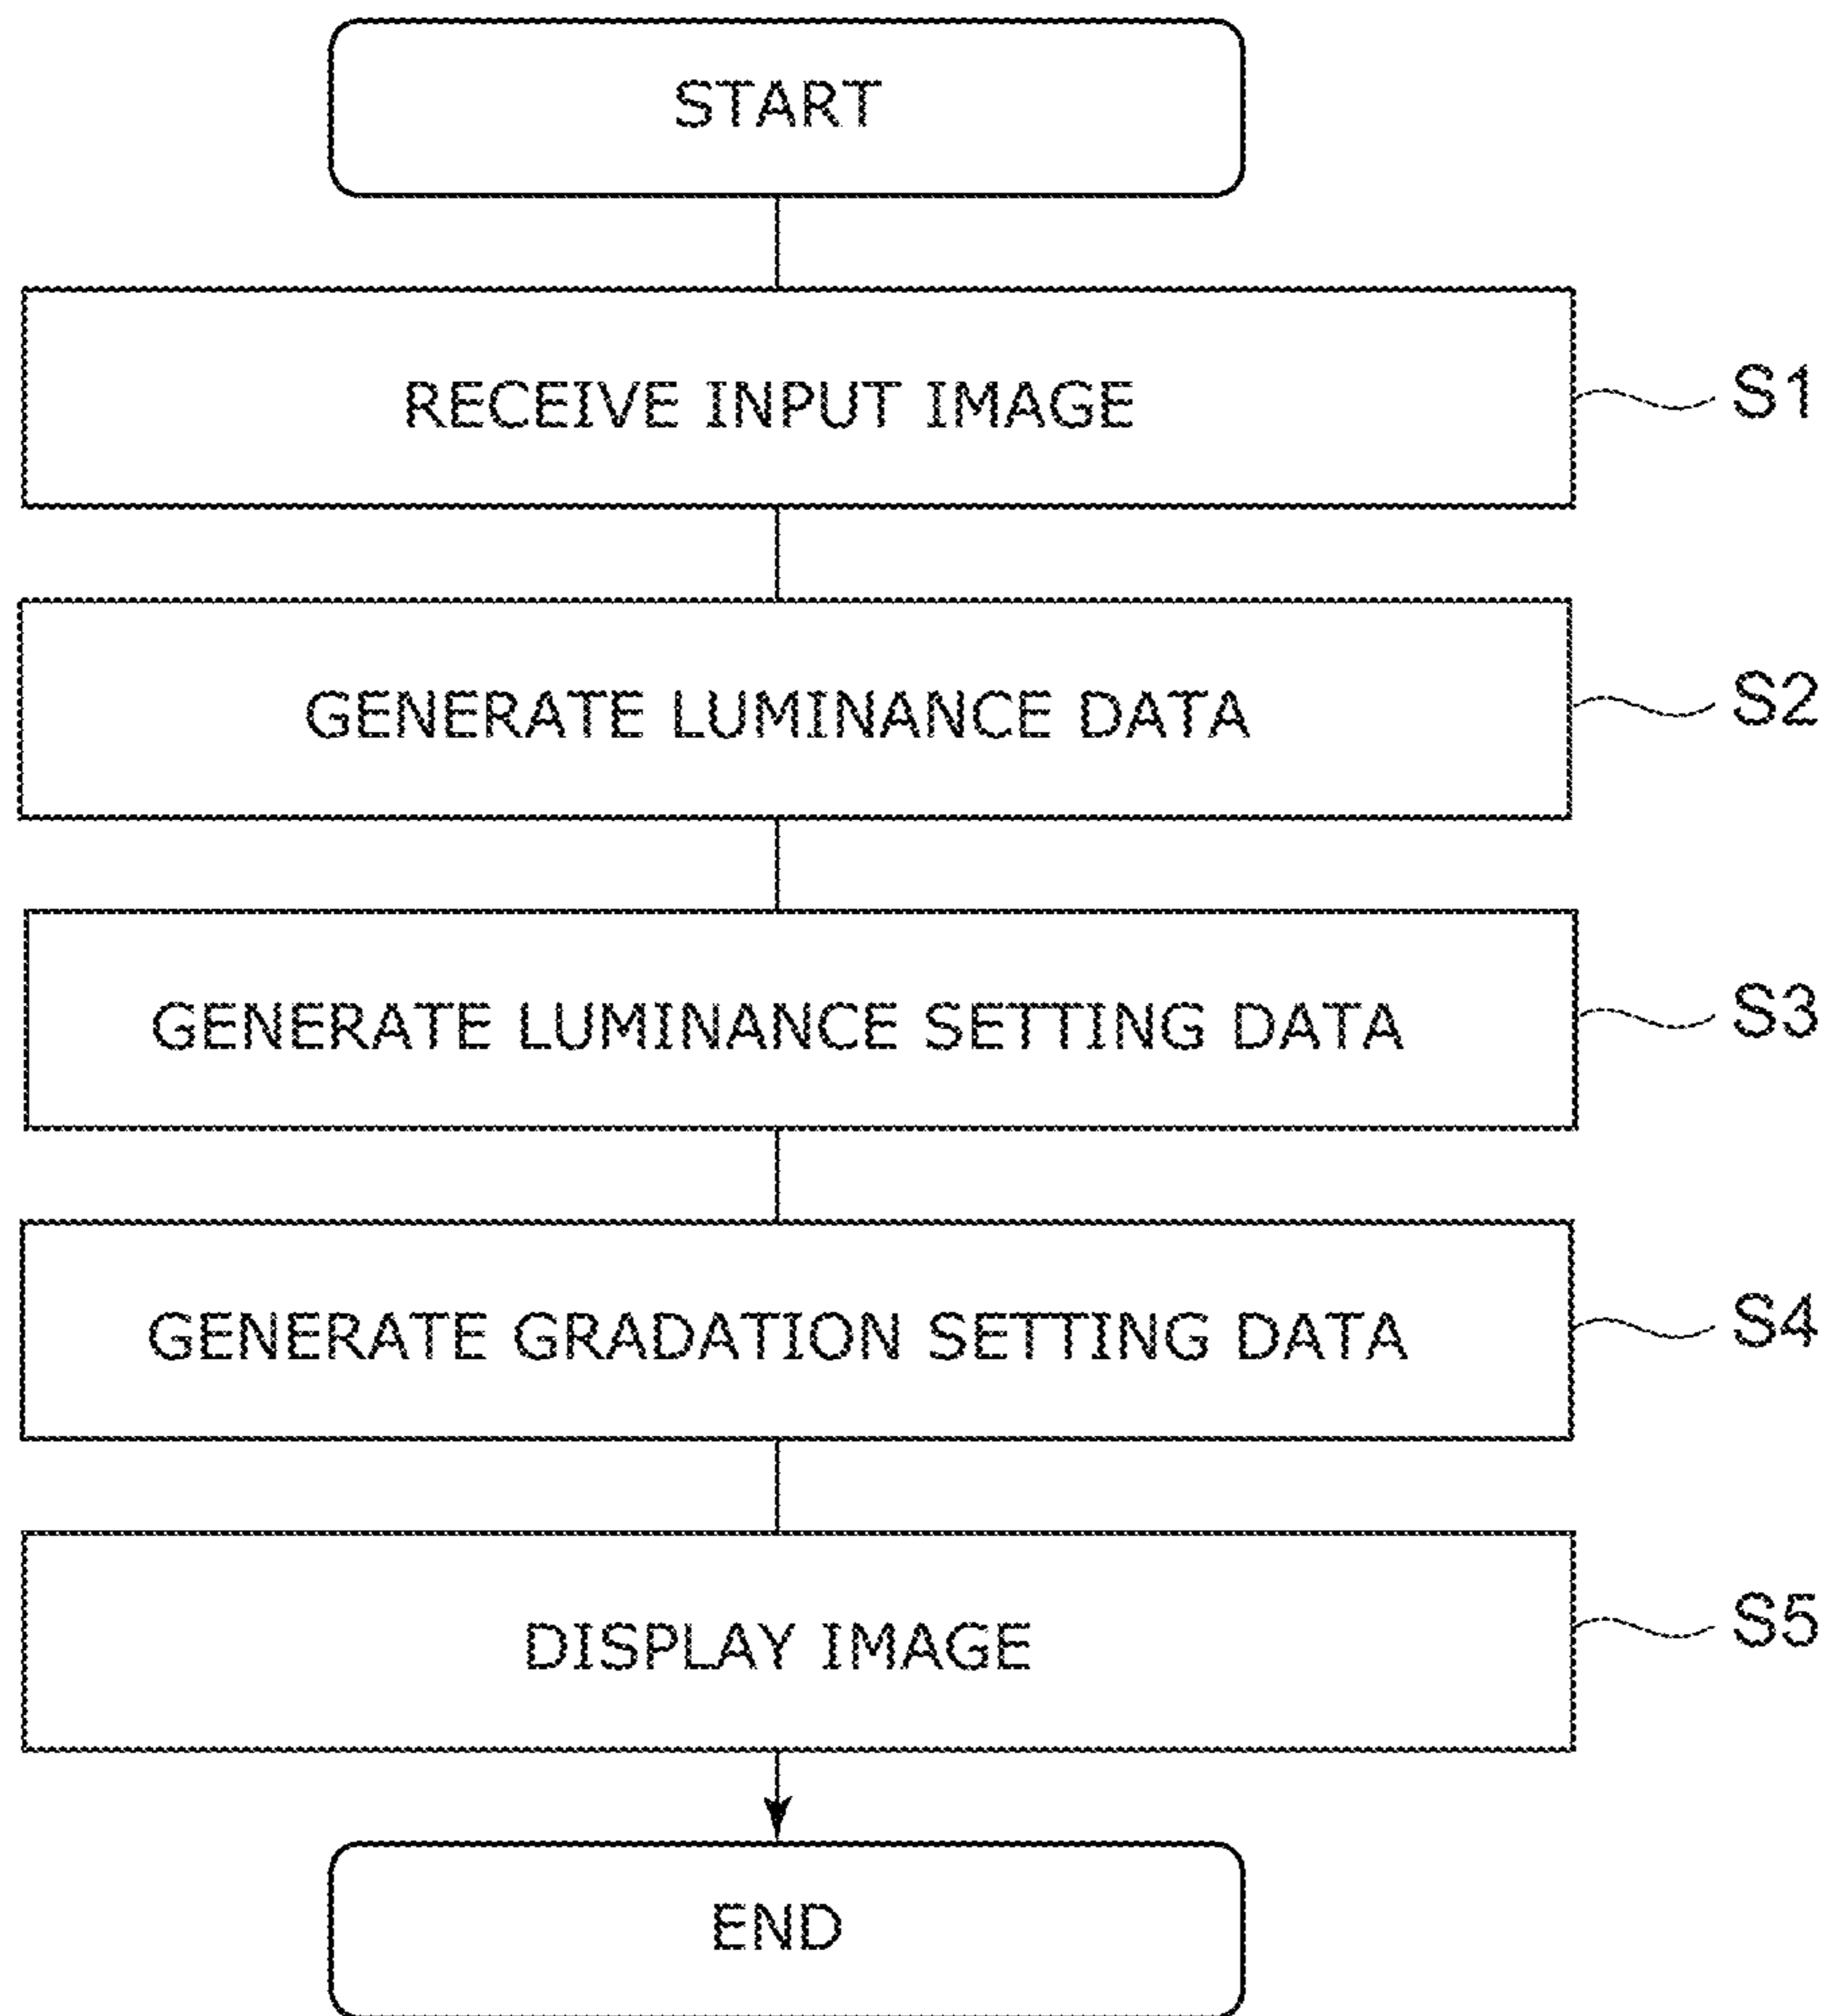 START
RECEIVE INPUT IMAGE
S1
GENERATE LUMINANCE DATA
S2
GENERATE LUMINANCE SETTING DATA
S3
GENERATE GRADATION SETTING DATA
S4
DISPLAY IMAGE
S5
END